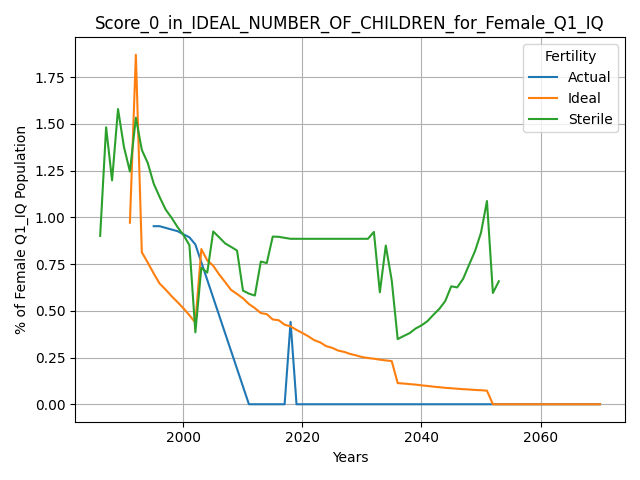 Score_0_in_IDEAL_NUMBER_OF_CHILDREN_for_Female_Q1_IQ
Fertility
Actual
Ideal
Sterile
% of Female Q1_IQ Population
1.75
1.50
1.25
1.00
0.75
0.50
0.25
0.00
2000 2020 2040 2060
Years